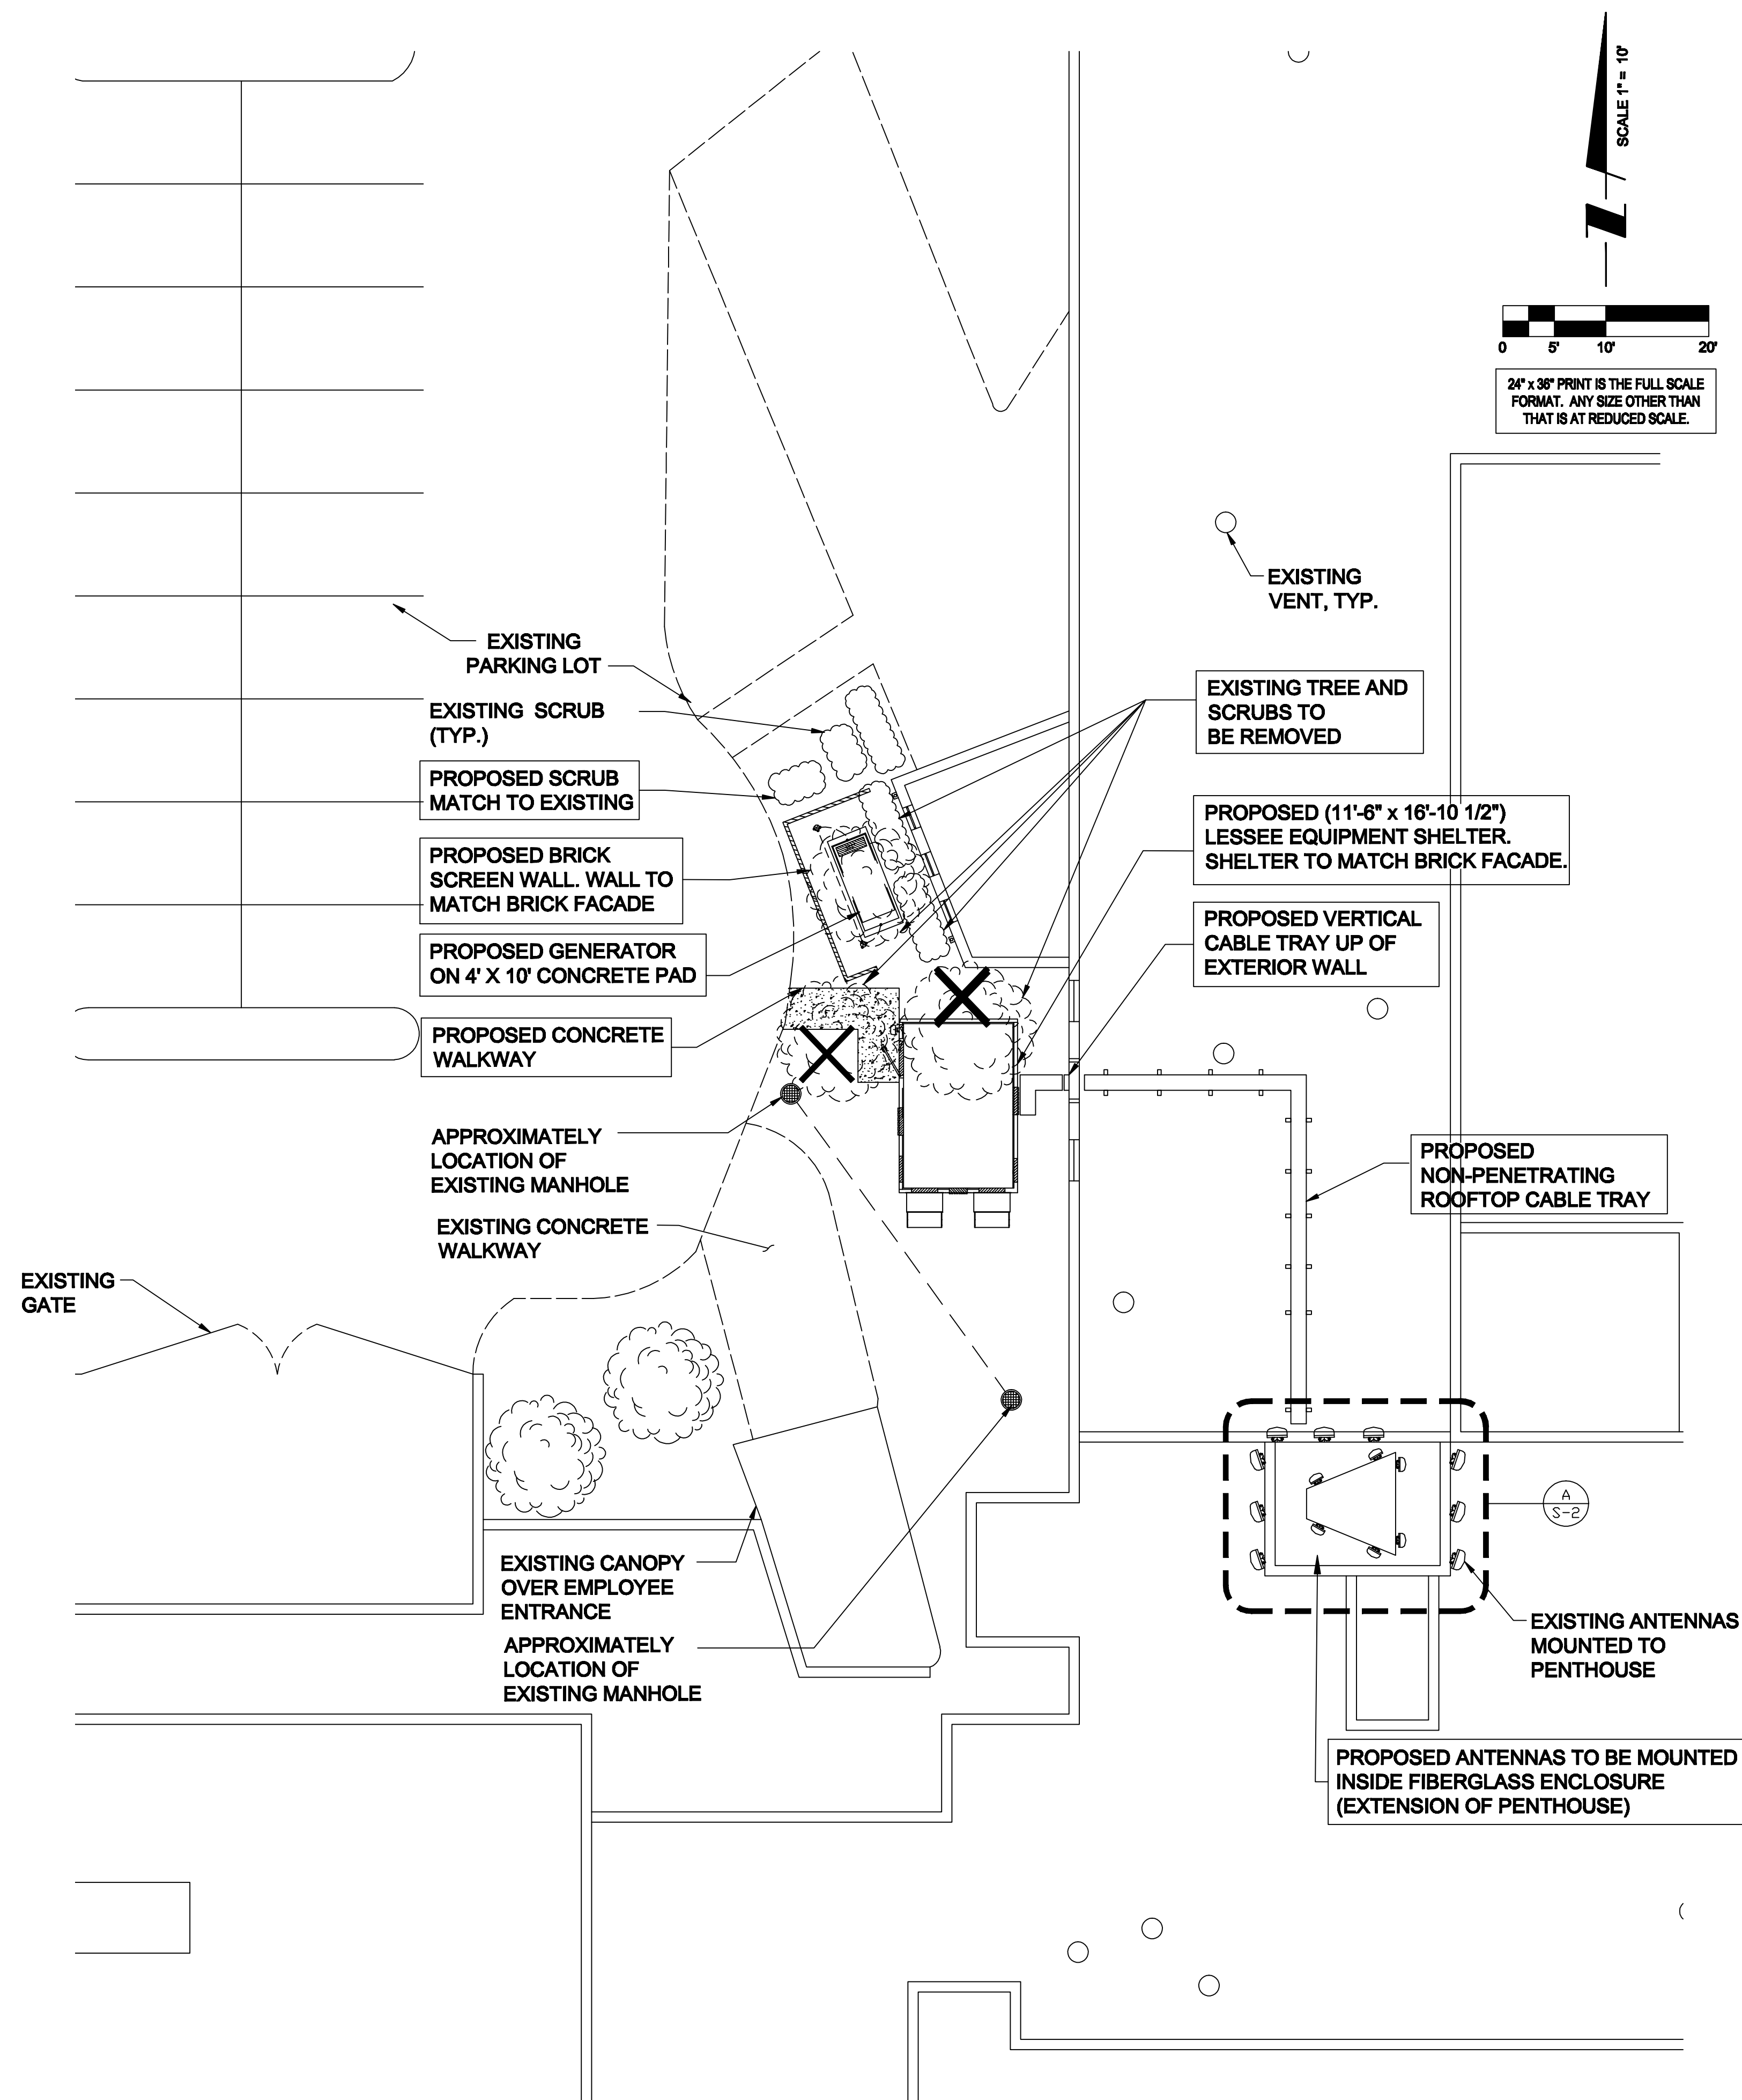 SCALE 1" = 10'
N
0 5' 10' 20'
24" x 36" PRINT IS THE FULL SCALE
FORMAT. ANY SIZE OTHER THAN
THAT IS AT REDUCED SCALE.
EXISTING
VENT, TYP.
EXISTING
PARKING LOT
EXISTING SCRUB
(TYP.)
PROPOSED SCRUB
MATCH TO EXISTING
PROPOSED BRICK
SCREEN WALL. WALL TO
MATCH BRICK FACADE
PROPOSED GENERATOR
ON 4' X 10' CONCRETE PAD
PROPOSED CONCRETE
WALKWAY
APPROXIMATELY
LOCATION OF
EXISTING MANHOLE
EXISTING CONCRETE
WALKWAY
EXISTING
GATE
EXISTING CANOPY
OVER EMPLOYEE
ENTRANCE
APPROXIMATELY
LOCATION OF
EXISTING MANHOLE
EXISTING TREE AND
SCRUBS TO
BE REMOVED
PROPOSED (11'-6" x 16'-10 1/2")
LESSEE EQUIPMENT SHELTER.
SHELTER TO MATCH BRICK FACADE.
PROPOSED VERTICAL
CABLE TRAY UP OF
EXTERIOR WALL
PROPOSED
NON-PENETRATING
ROOFTOP CABLE TRAY
A
S-2
EXISTING ANTENNAS
MOUNTED TO
PENTHOUSE
PROPOSED ANTENNAS TO BE MOUNTED
INSIDE FIBERGLASS ENCLOSURE
(EXTENSION OF PENTHOUSE)